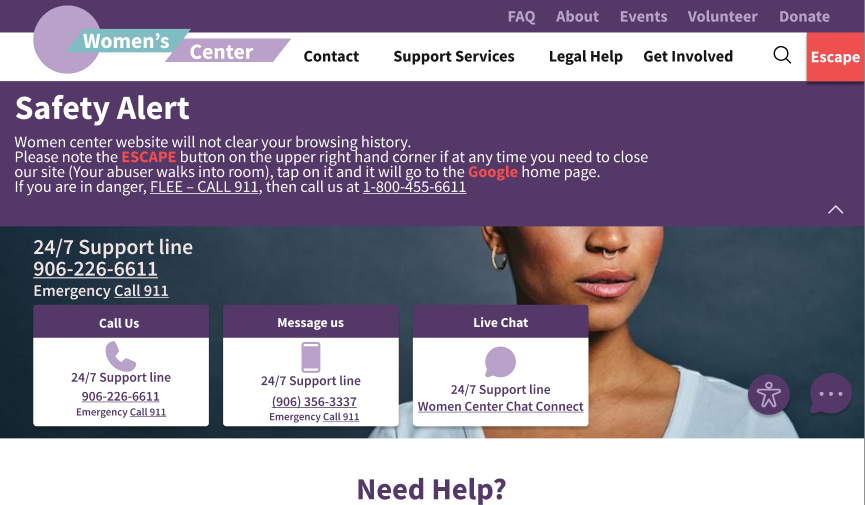 FAQ About Events Volunteer Donate
Women's
Center
Contact Support Services Legal Help Get Involved Escape
Safety Alert
Women center website will not clear your browsing history.
Please note the ESCAPE button on the upper right hand corner if at any time you need to close
our site (Your abuser walks into room), tap on it and it will go to the Google home page.
If you are in danger, FLEE – CALL 911, then call us at 1-800-455-6611
24/7 Support line
906-226-6611
Emergency Call 911
Call Us
24/7 Support line
906-226-6611
Emergency Call 911
Message us
24/7 Support line
(906) 356-3337
Emergency Call 911
Live Chat
24/7 Support line
Women Center Chat Connect
Need Help?